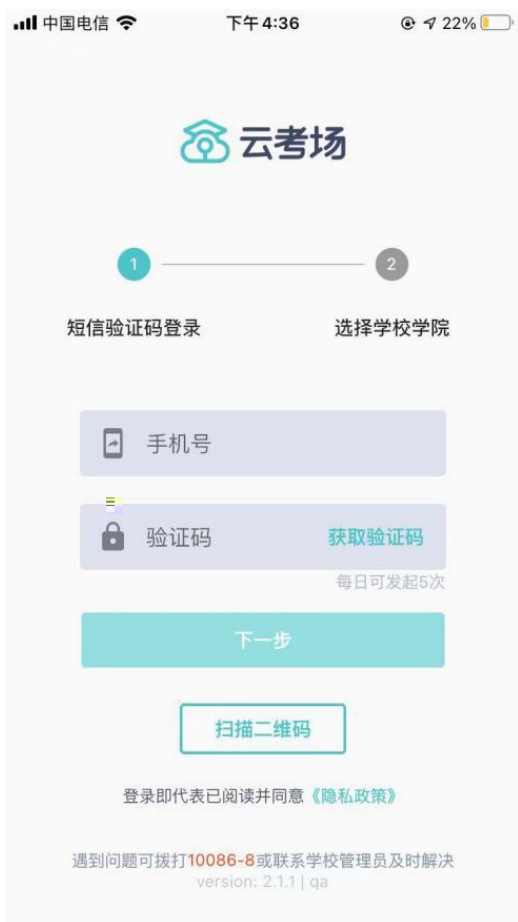 中国电信 下午4:36 22%
云考场
1 2
短信验证码登录 选择学校学院
手机号
验证码 获取验证码
每日可发起5次
下一步
扫描二维码
登录即代表已阅读并同意《隐私政策》
遇到问题可拨打10086-8或联系学校管理员及时解决
version: 2.1.1 | qa